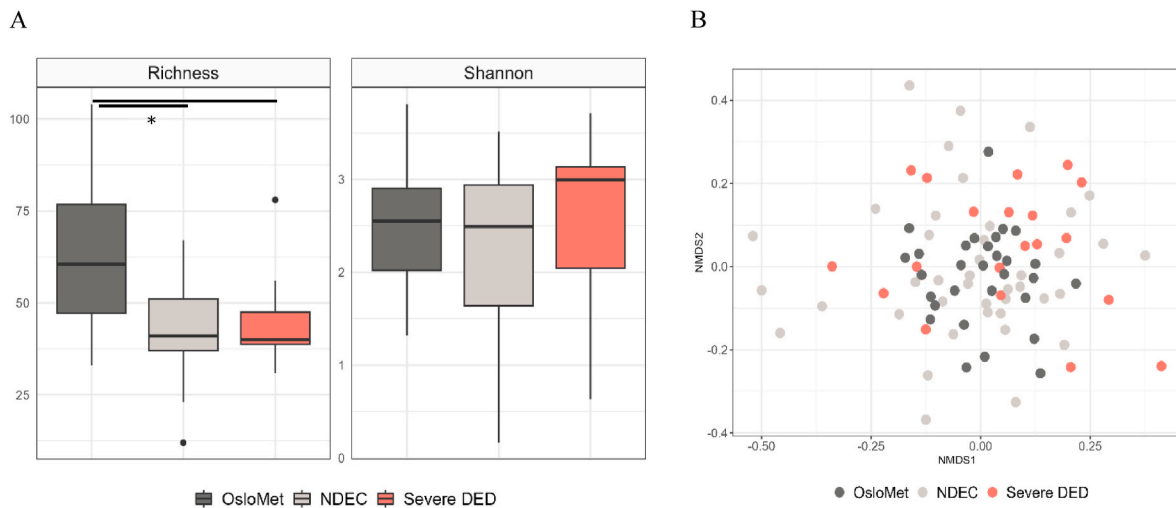 A
B
Richness
Shannon
*
100
75
50
25
3
2
1
0
OsloMet NDEC Severe DED
NMDS2
0.4
0.2
0.0
-0.2
-0.4
-0.50 -0.25 0.00 0.25
NMDS1
OsloMet NDEC Severe DED